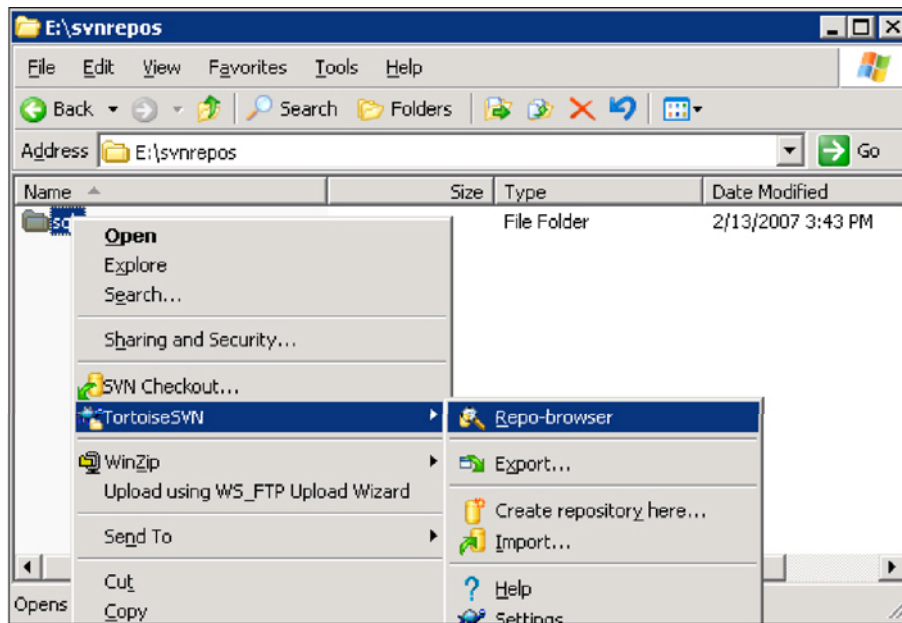 E:\svnrepos
File Edit View Favorites Tools Help
Back Search Folders
Address E:\svnrepos Go
Name Size Type Date Modified
File Folder 2/13/2007 3:43 PM
Open
Explore
Search...
Sharing and Security...
SVN Checkout...
TortoiseSVN
Repo-browser
WinZip
Export...
Upload using WS_FTP Upload Wizard
Create repository here...
Send To
Import...
Cut
Help
Opens
Copy
Settings